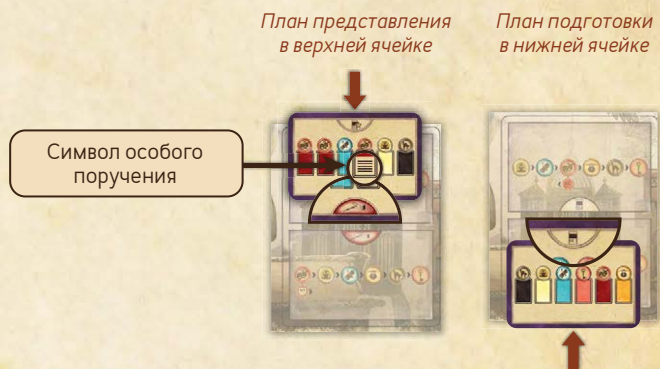 План представления
в верхней ячейке
План подготовки
в нижней ячейке
Символ особого
поручения